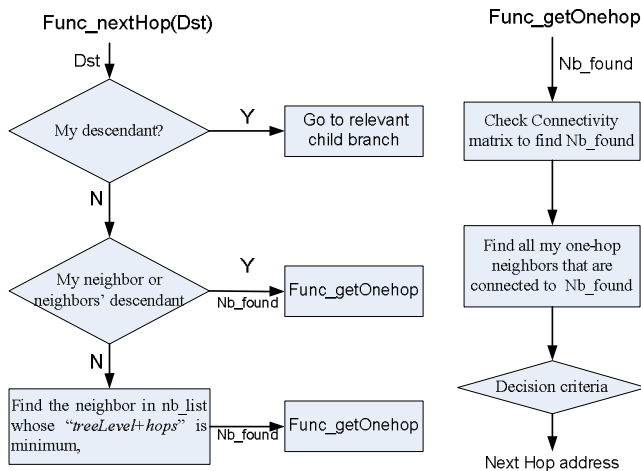 Func_nextHop(Dst)
Dst
My descendant?
Y
Go to relevant
child branch
N
My neighbor or
neighbors' descendant
Y
Nb_found
Func_getOnehop
N
Find the neighbor in nb_list
whose “treeLevel+hops” is
minimum,
Nb_found
Func_getOnehop
Func_getOnehop
Nb_found
Check Connectivity
matrix to find Nb_found
Find all my one-hop
neighbors that are
connected to Nb_found
Decision criteria
Next Hop address